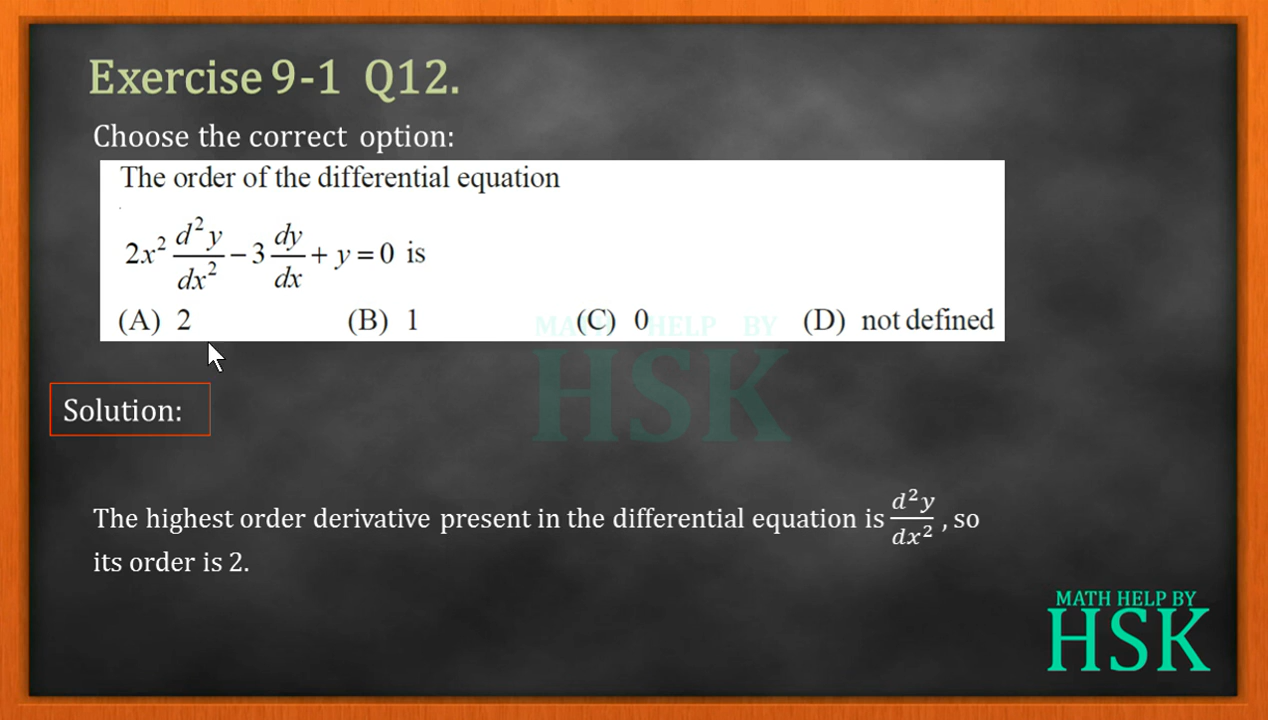 Exercise 9-1 Q12.
Choose the correct option:
The order of the differential equation
2x² d²y/dx² − 3 dy/dx + y = 0 is
(A) 2 (B) 1 (C) 0 (D) not defined
MATH HELP BY
HSK
Solution:
The highest order derivative present in the differential equation is d²y/dx² , so
its order is 2.
MATH HELP BY
HSK